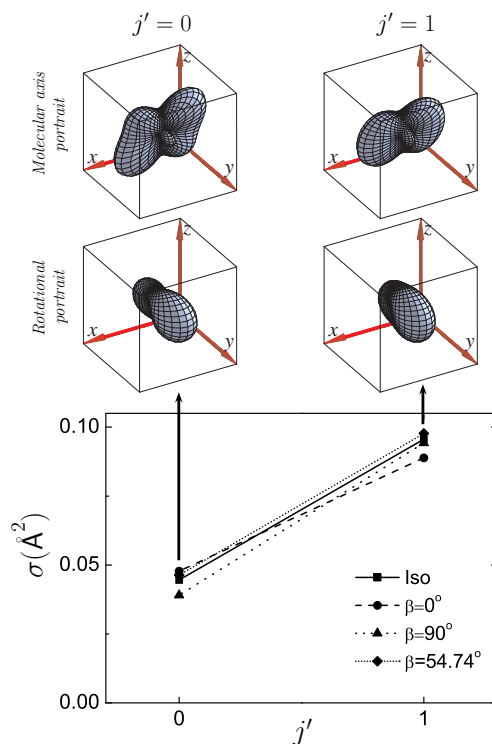 j′ = 0 j′ = 1
Molecular axis
portrait
z
x
y
z
x
y
Rotational
portrait
z
x
y
z
x
y
0.10
0.05
0.00
σ(Å²)
Iso
β=0°
β=90°
β=54.74°
0 1
j′